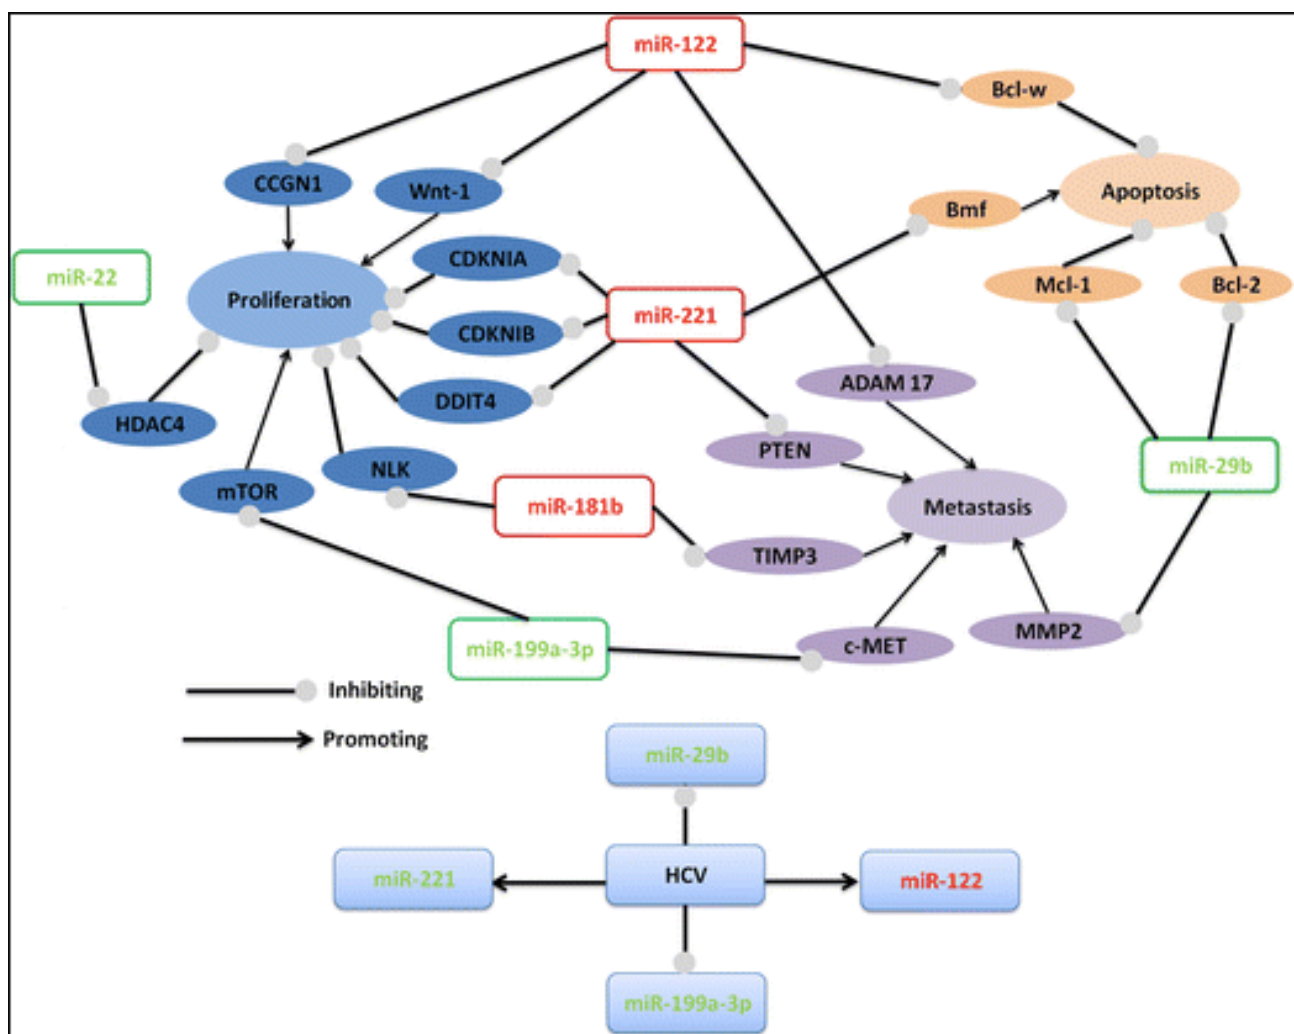 miR-122
Bcl-w
CCGN1
Wnt-1
Apoptosis
Bmf
miR-22
CDKNIA
Mcl-1
Bcl-2
Proliferation
miR-221
CDKNIB
ADAM 17
DDIT4
HDAC4
PTEN
NLK
miR-29b
mTOR
miR-181b
Metastasis
TIMP3
MMP2
miR-199a-3p
c-MET
Inhibiting
Promoting
miR-29b
miR-221
HCV
miR-122
miR-199a-3p